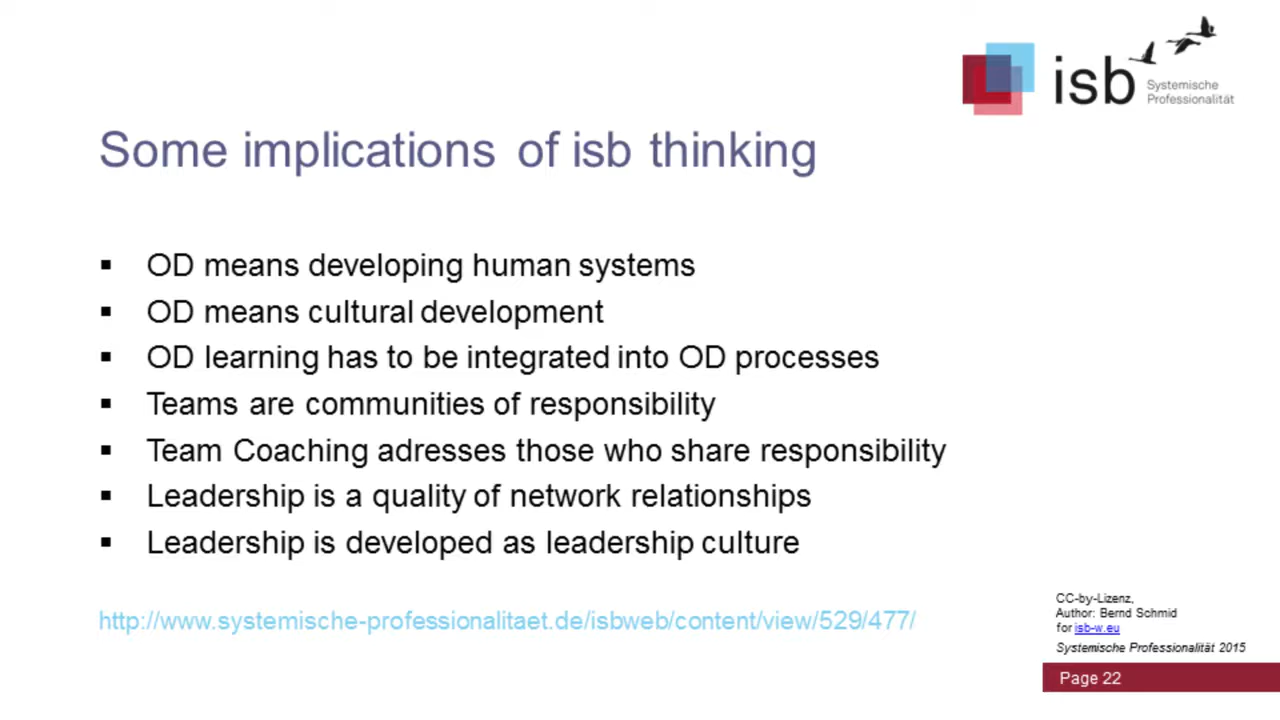 isb
Systemische
Professionalität
Some implications of isb thinking
▪ OD means developing human systems
▪ OD means cultural development
▪ OD learning has to be integrated into OD processes
▪ Teams are communities of responsibility
▪ Team Coaching adresses those who share responsibility
▪ Leadership is a quality of network relationships
▪ Leadership is developed as leadership culture
http://www.systemische-professionalitaet.de/isbweb/content/view/529/477/
CC-by-Lizenz,
Author: Bernd Schmid
for isb-w.eu
Systemische Professionalität 2015
Page 22